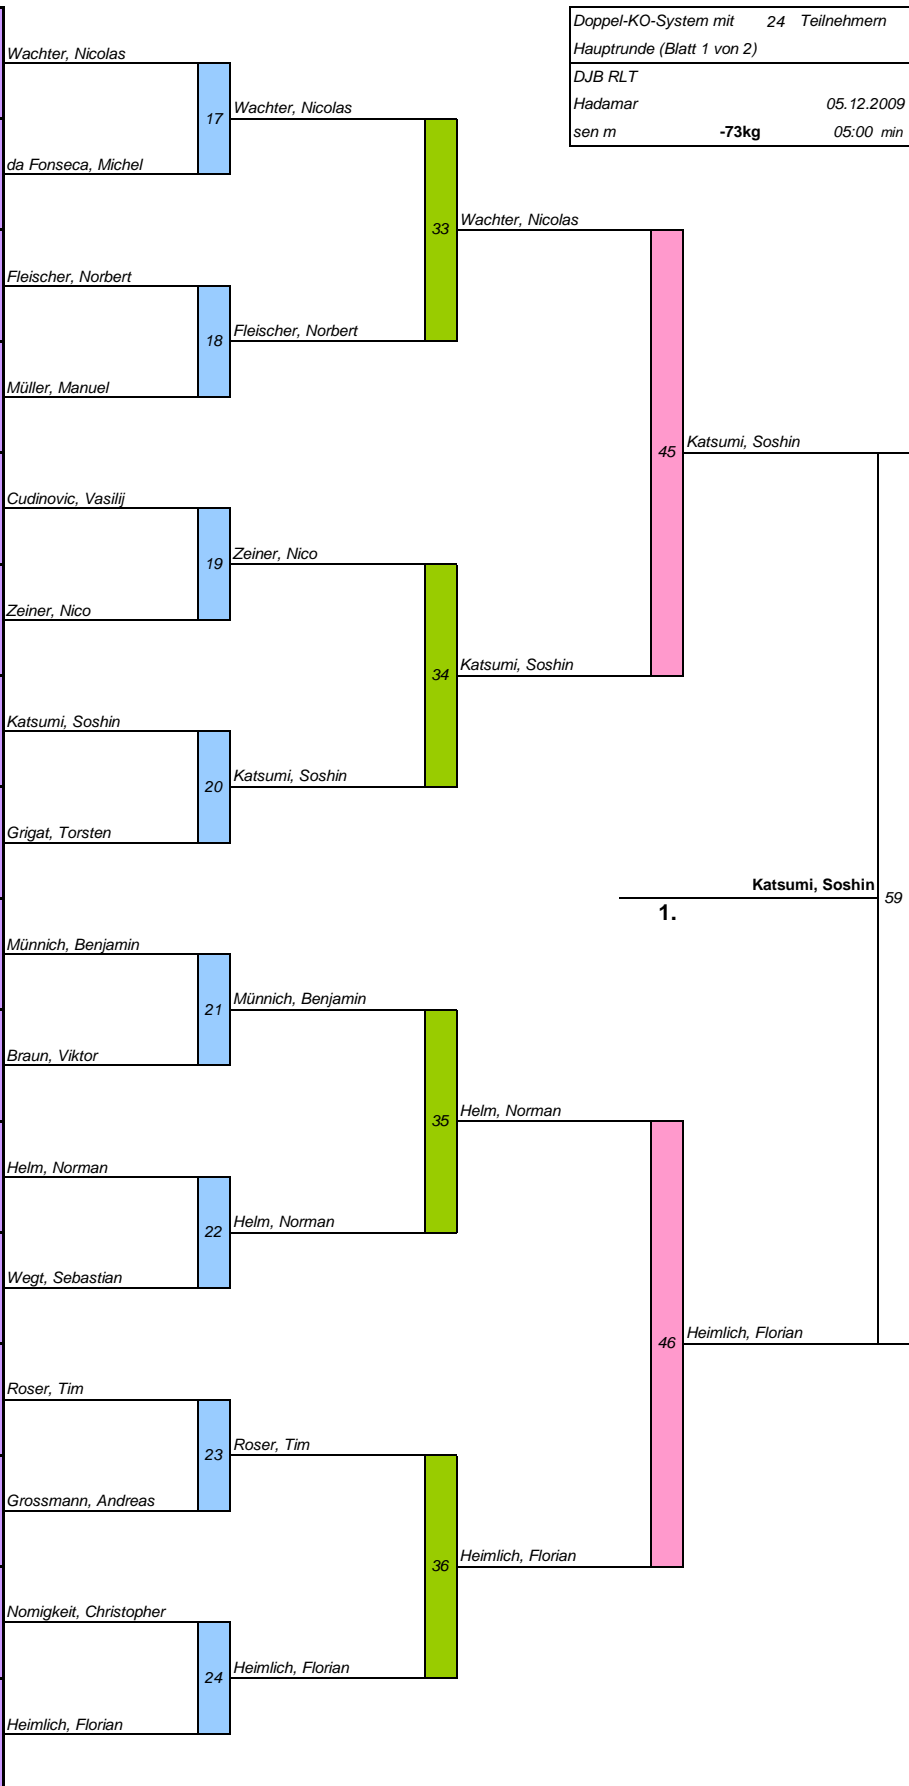 Doppel-KO-System mit 24 Teilnehmern
Hauptrunde (Blatt 1 von 2)
DJB RLT
Hadamar 05.12.2009
sen m -73kg 05:00 min
Wachter, Nicolas
17
Wachter, Nicolas
da Fonseca, Michel
33
Wachter, Nicolas
Fleischer, Norbert
18
Fleischer, Norbert
Müller, Manuel
45
Katsumi, Soshin
Cudinovic, Vasilij
19
Zeiner, Nico
Zeiner, Nico
34
Katsumi, Soshin
Katsumi, Soshin
20
Katsumi, Soshin
Grigat, Torsten
Katsumi, Soshin
59
1.
Münnich, Benjamin
21
Münnich, Benjamin
Braun, Viktor
35
Helm, Norman
Helm, Norman
22
Helm, Norman
Wegt, Sebastian
46
Heimlich, Florian
Roser, Tim
23
Roser, Tim
Grossmann, Andreas
36
Heimlich, Florian
Nomigkeit, Christopher
24
Heimlich, Florian
Heimlich, Florian